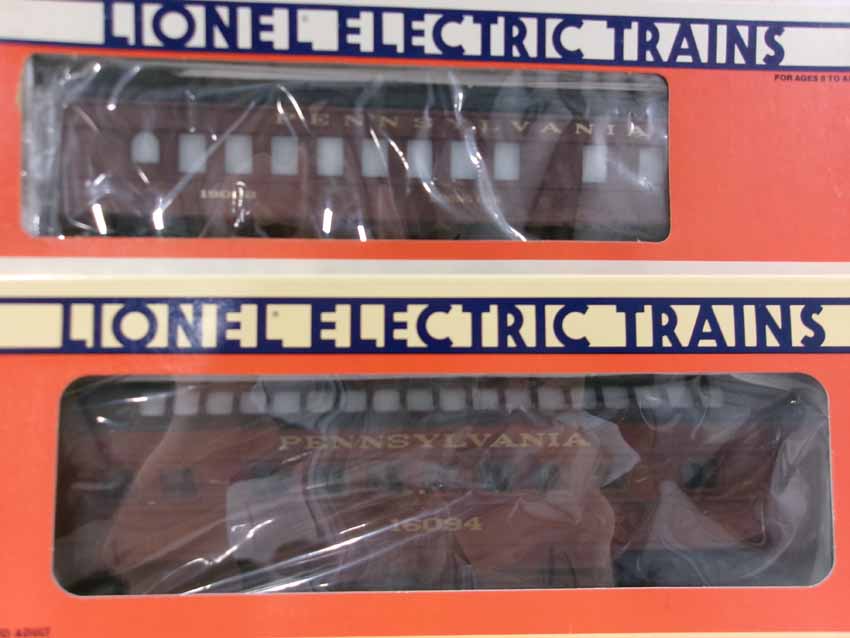 LIONEL ELECTRIC TRAINS
FOR AGES 8 TO
PENNSYLVANIA
LIONEL ELECTRIC TRAINS
PENNSYLVANIA
16094